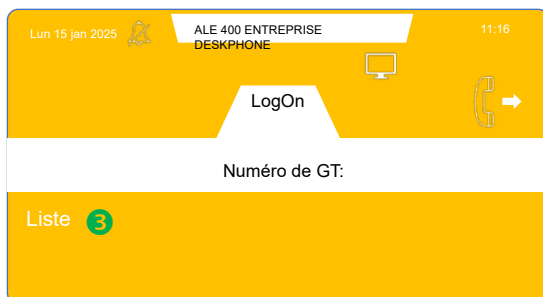 Lun 15 jan 2025
ALE 400 ENTREPRISE
DESKPHONE
11:16
LogOn
Numéro de GT:
Liste 3